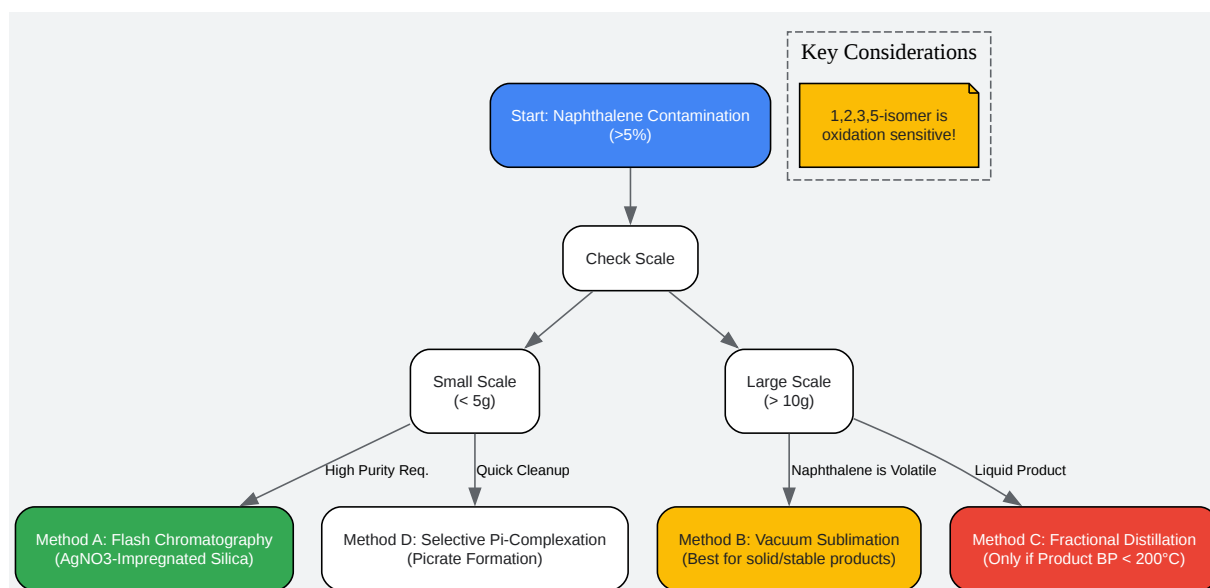 Key Considerations
Start: Naphthalene Contamination
(>5%)
1,2,3,5-isomer is
oxidation sensitive!
Check Scale
Small Scale
(< 5g)
Large Scale
(> 10g)
High Purity Req.
Quick Cleanup
Naphthalene is Volatile
Liquid Product
Method A: Flash Chromatography
(AgNO3-Impregnated Silica)
Method D: Selective Pi-Complexation
(Picrate Formation)
Method B: Vacuum Sublimation
(Best for solid/stable products)
Method C: Fractional Distillation
(Only if Product BP < 200°C)